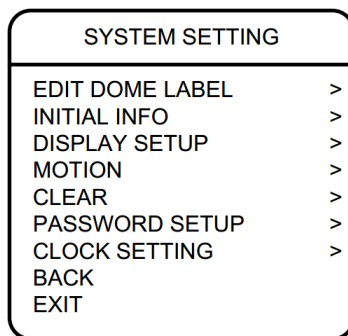 SYSTEM SETTING
EDIT DOME LABEL >
INITIAL INFO >
DISPLAY SETUP >
MOTION >
CLEAR >
PASSWORD SETUP >
CLOCK SETTING >
BACK
EXIT